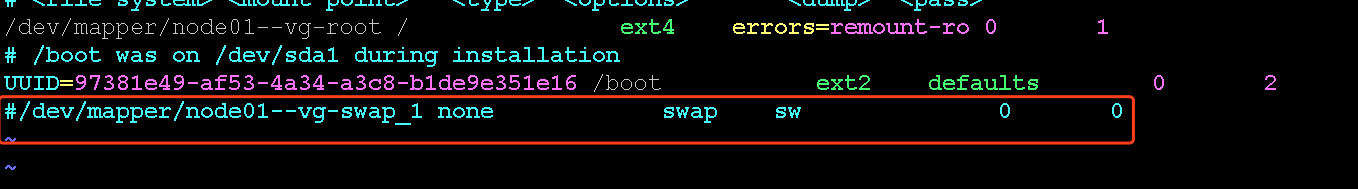 # <file system> <mount point>   <type>  <options>       <dump>  <pass>
/dev/mapper/node01--vg-root /               ext4    errors=remount-ro 0       1
# /boot was on /dev/sda1 during installation
UUID=97381e49-af53-4a34-a3c8-b1de9e351e16 /boot           ext2    defaults        0       2
#/dev/mapper/node01--vg-swap_1 none            swap    sw              0       0
~
~